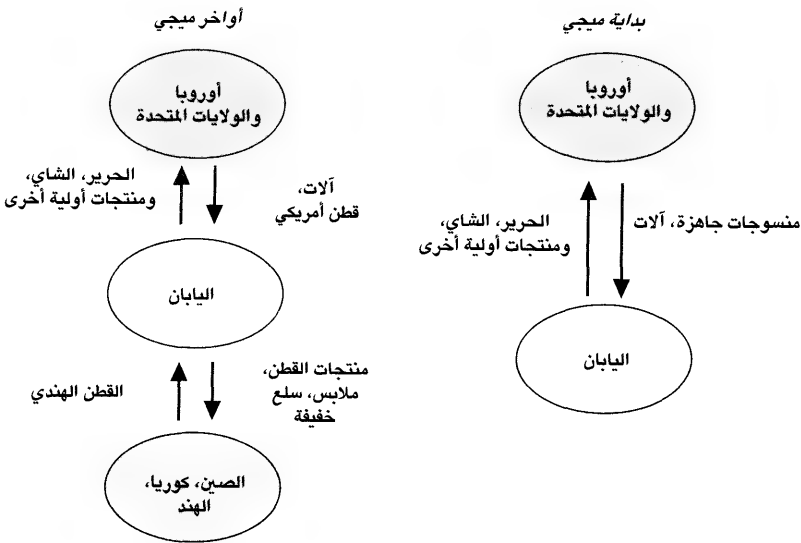 بداية ميجي
أوروبا
والولايات المتحدة
منسوجات جاهزة، آلات
الحرير، الشاي،
ومنتجات أولية أخرى
اليابان
أواخر ميجي
أوروبا
والولايات المتحدة
آلات،
قطن أمريكي
الحرير، الشاي،
ومنتجات أولية أخرى
اليابان
منتجات القطن،
ملابس، سلع
خفيفة
القطن الهندي
الصين، كوريا،
الهند